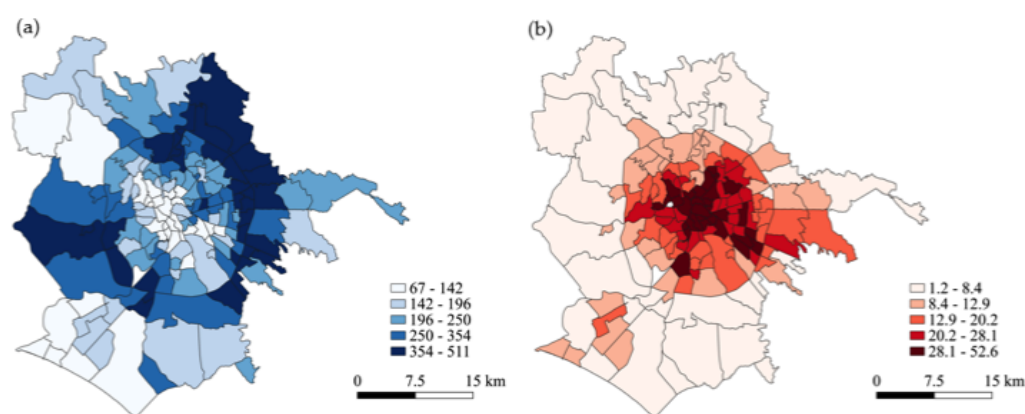 (a)
67 - 142
142 - 196
196 - 250
250 - 354
354 - 511
0 7.5 15 km
(b)
1.2 - 8.4
8.4 - 12.9
12.9 - 20.2
20.2 - 28.1
28.1 - 52.6
0 7.5 15 km